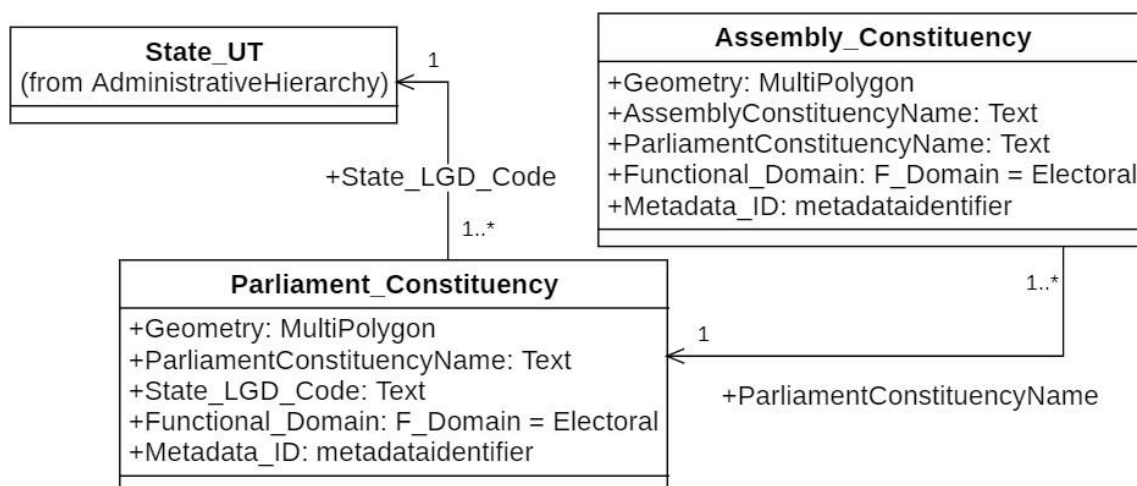 State_UT
(from AdministrativeHierarchy)
1
+State_LGD_Code
1..*
Assembly_Constituency
+Geometry: MultiPolygon
+AssemblyConstituencyName: Text
+ParliamentConstituencyName: Text
+Functional_Domain: F_Domain = Electoral
+Metadata_ID: metadataidentifier
1..*
1
+ParliamentConstituencyName
Parliament_Constituency
+Geometry: MultiPolygon
+ParliamentConstituencyName: Text
+State_LGD_Code: Text
+Functional_Domain: F_Domain = Electoral
+Metadata_ID: metadataidentifier